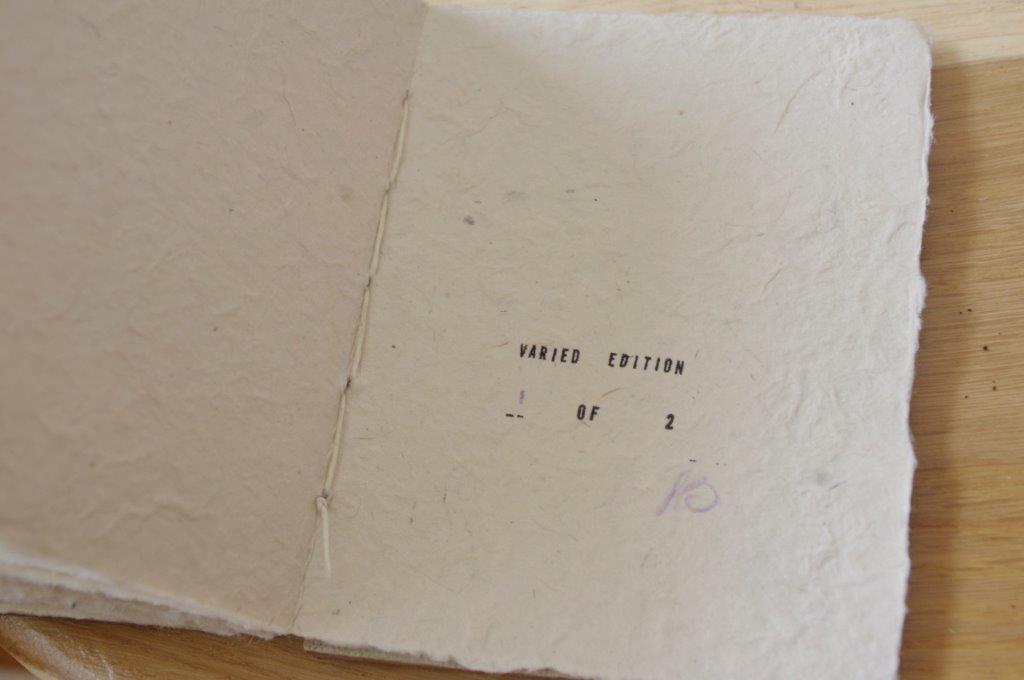 VARIED EDITION
1 OF 2